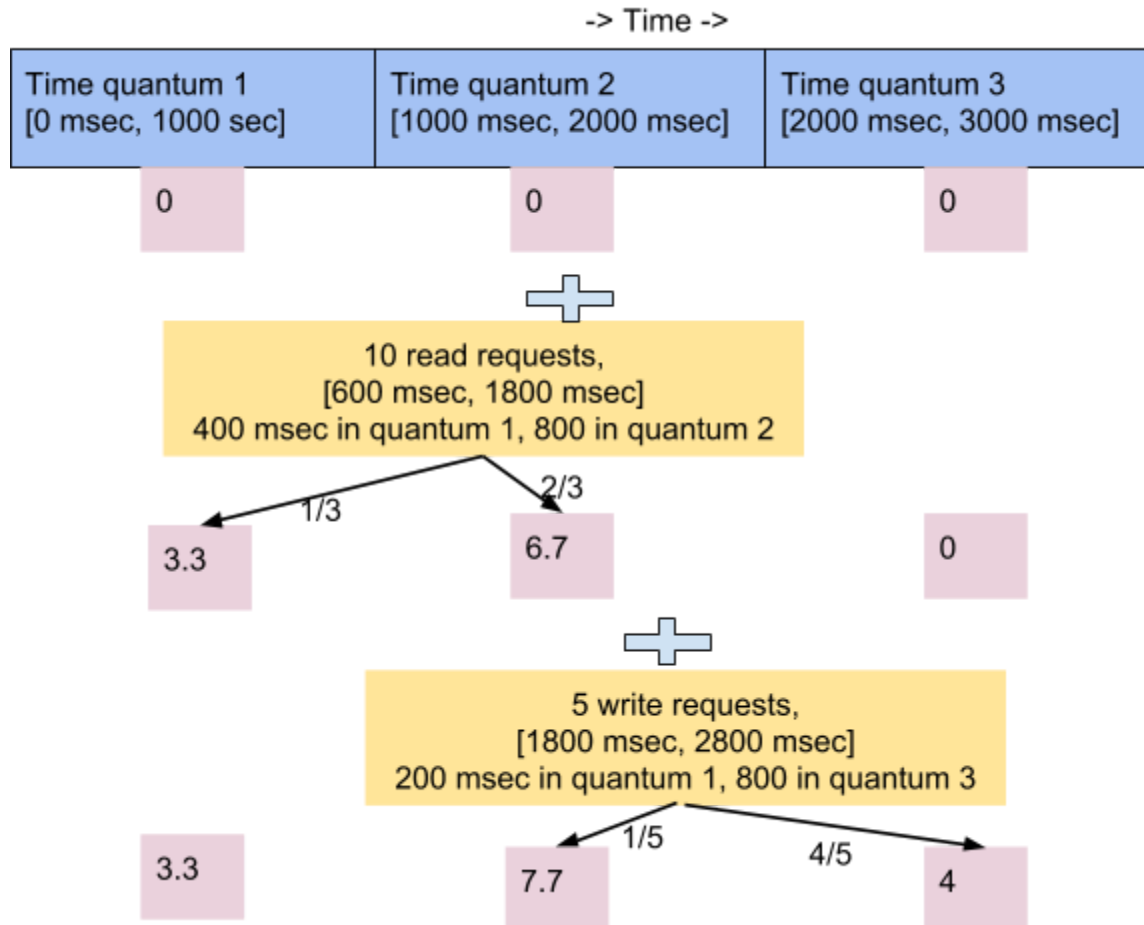 -> Time ->
Time quantum 1
[0 msec, 1000 sec]
Time quantum 2
[1000 msec, 2000 msec]
Time quantum 3
[2000 msec, 3000 msec]
0
0
0
10 read requests,
[600 msec, 1800 msec]
400 msec in quantum 1, 800 in quantum 2
1/3
2/3
3.3
6.7
0
5 write requests,
[1800 msec, 2800 msec]
200 msec in quantum 1, 800 in quantum 3
1/5
4/5
3.3
7.7
4